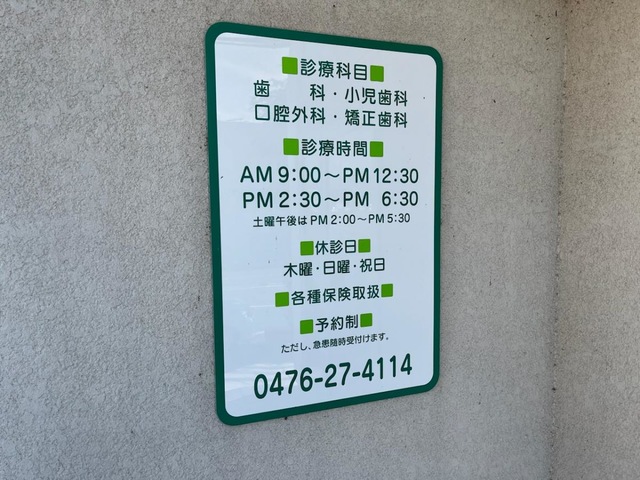 ■診療科目■
歯　　科・小児歯科
口腔外科・矯正歯科
■診療時間■
AM 9:00～PM 12:30
PM 2:30～PM 6:30
土曜午後は PM 2:00～PM 5:30
■休診日■
木曜・日曜・祝日
■各種保険取扱■
■予約制■
ただし、急患随時受付けます。
0476-27-4114